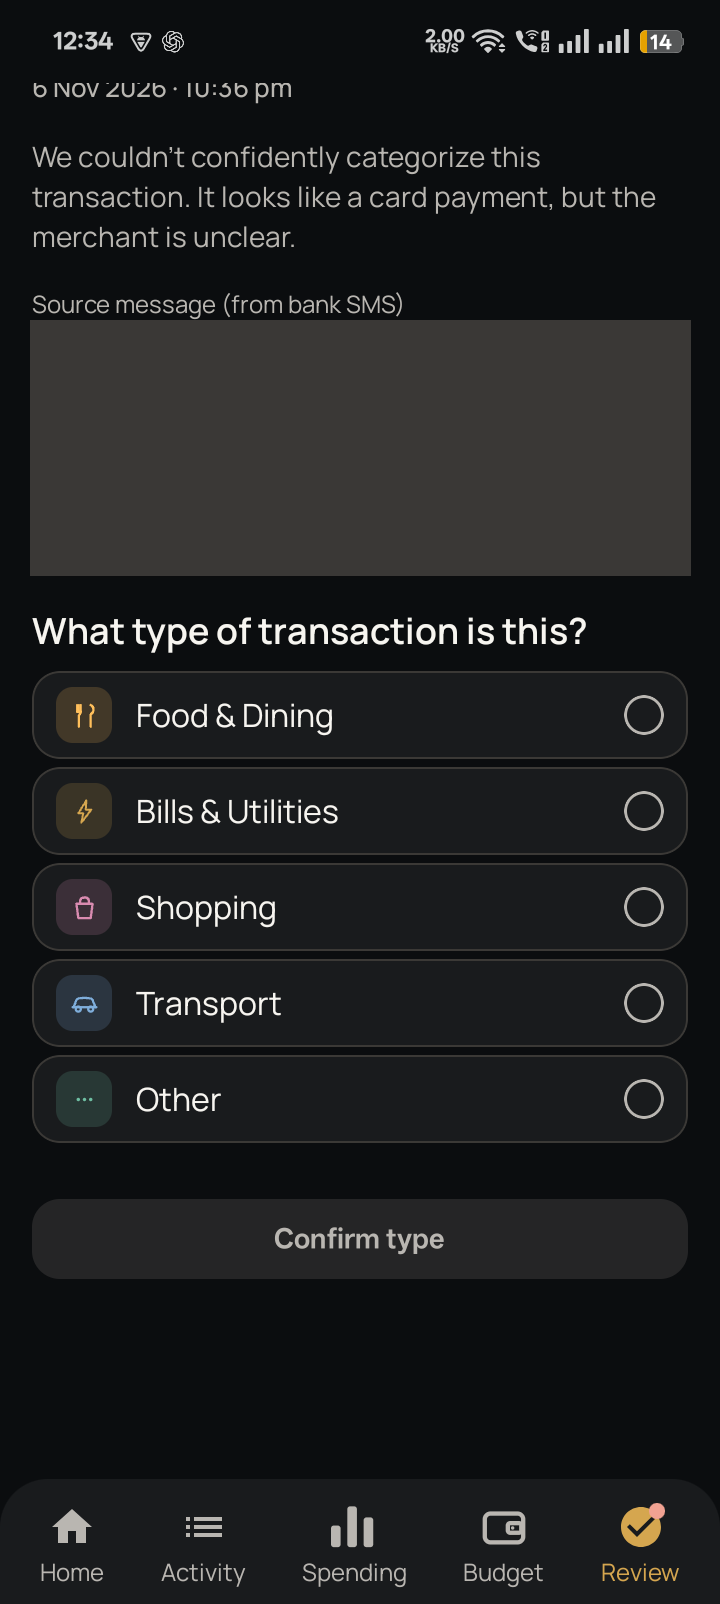 12:34
2.00
KB/S
1
2
14
6 Nov 2026 · 10:36 pm
We couldn't confidently categorize this
transaction. It looks like a card payment, but the
merchant is unclear.
Source message (from bank SMS)
What type of transaction is this?
Food & Dining
Bills & Utilities
Shopping
Transport
Other
Confirm type
Home
Activity
Spending
Budget
Review